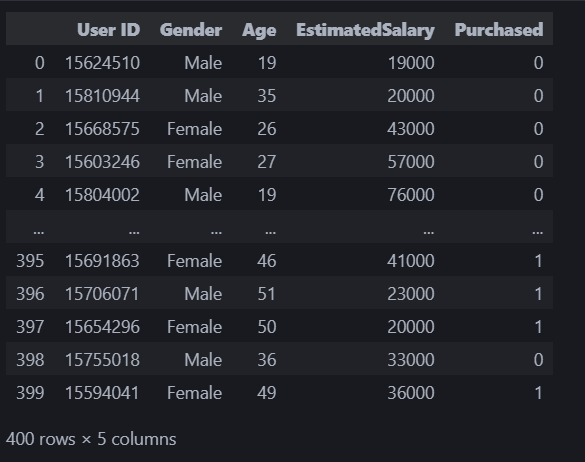 User ID Gender Age EstimatedSalary Purchased
0 15624510 Male 19 19000 0
1 15810944 Male 35 20000 0
2 15668575 Female 26 43000 0
3 15603246 Female 27 57000 0
4 15804002 Male 19 76000 0
... ... ... ... ... ...
395 15691863 Female 46 41000 1
396 15706071 Male 51 23000 1
397 15654296 Female 50 20000 1
398 15755018 Male 36 33000 0
399 15594041 Female 49 36000 1
400 rows × 5 columns